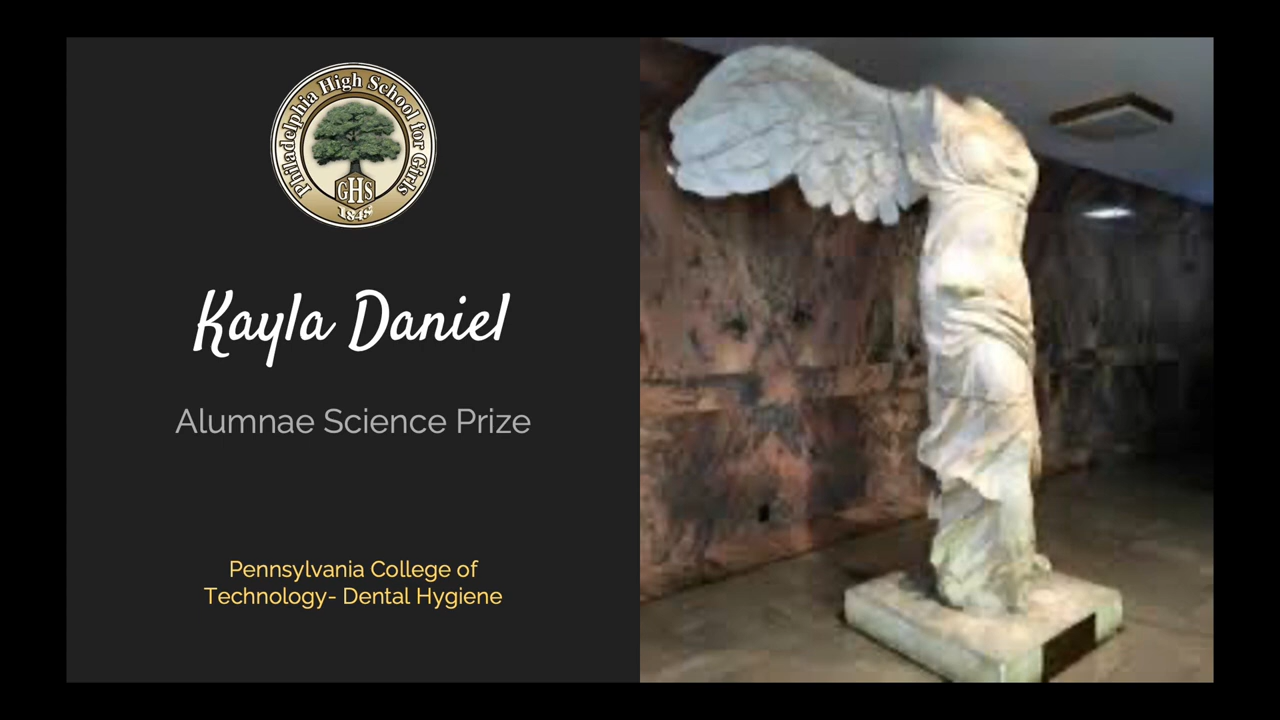 Philadelphia High School for Girls
GHS
1848
Kayla Daniel
Alumnae Science Prize
Pennsylvania College of
Technology- Dental Hygiene